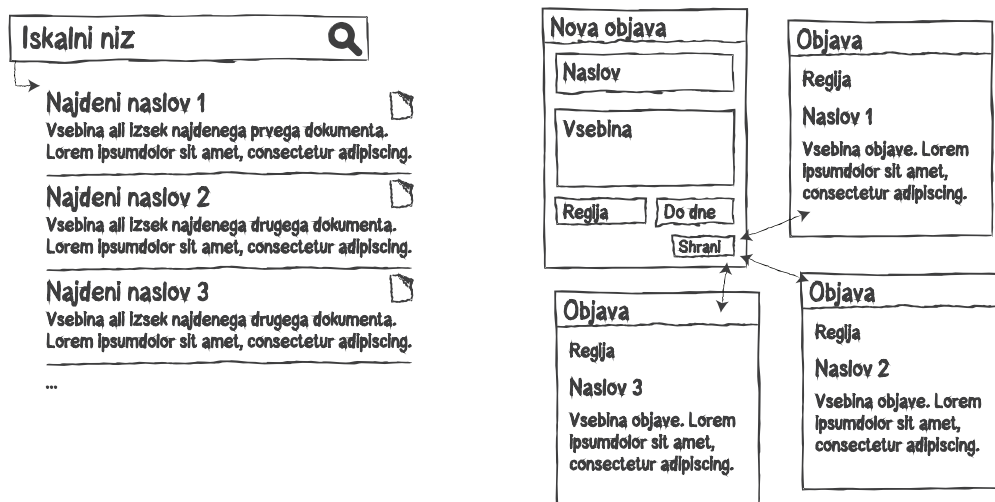 Iskalni niz
Najdeni naslov 1
Vsebina ali izsek najdenega prvega dokumenta.
Lorem ipsumdolor sit amet, consectetur adipiscing.
Najdeni naslov 2
Vsebina ali izsek najdenega drugega dokumenta.
Lorem ipsumdolor sit amet, consectetur adipiscing.
Najdeni naslov 3
Vsebina ali izsek najdenega drugega dokumenta.
Lorem ipsumdolor sit amet, consectetur adipiscing.
...
Nova objava
Naslov
Vsebina
Regija
Do dne
Shrani
Objava
Regija
Naslov 1
Vsebina objave. Lorem
ipsumdolor sit amet,
consectetur adipiscing.
Objava
Regija
Naslov 3
Vsebina objave. Lorem
ipsumdolor sit amet,
consectetur adipiscing.
Objava
Regija
Naslov 2
Vsebina objave. Lorem
ipsumdolor sit amet,
consectetur adipiscing.